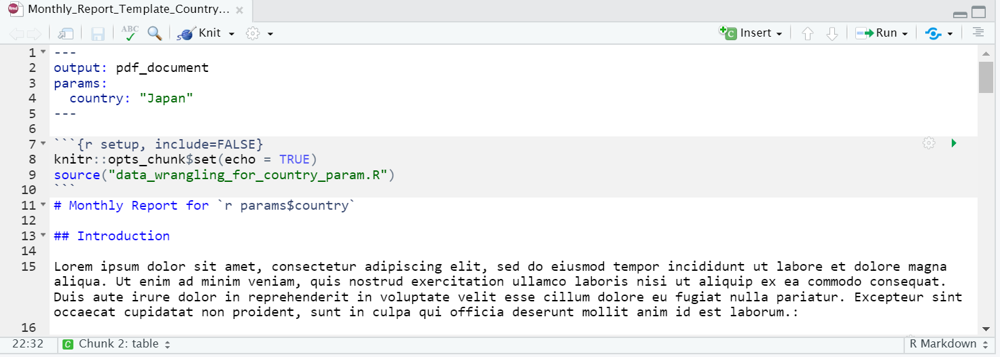 Rmd Monthly_Report_Template_Country...
ABC Knit Insert Run
1 ---
2 output: pdf_document
3 params:
4   country: "Japan"
5 ---
6
7 ```{r setup, include=FALSE}
8 knitr::opts_chunk$set(echo = TRUE)
9 source("data_wrangling_for_country_param.R")
10 ```
11 # Monthly Report for `r params$country`
12
13 ## Introduction
14
15 Lorem ipsum dolor sit amet, consectetur adipiscing elit, sed do eiusmod tempor incididunt ut labore et dolore magna
aliqua. Ut enim ad minim veniam, quis nostrud exercitation ullamco laboris nisi ut aliquip ex ea commodo consequat.
Duis aute irure dolor in reprehenderit in voluptate velit esse cillum dolore eu fugiat nulla pariatur. Excepteur sint
occaecat cupidatat non proident, sunt in culpa qui officia deserunt mollit anim id est laborum.:
16
22:32 C Chunk 2: table R Markdown